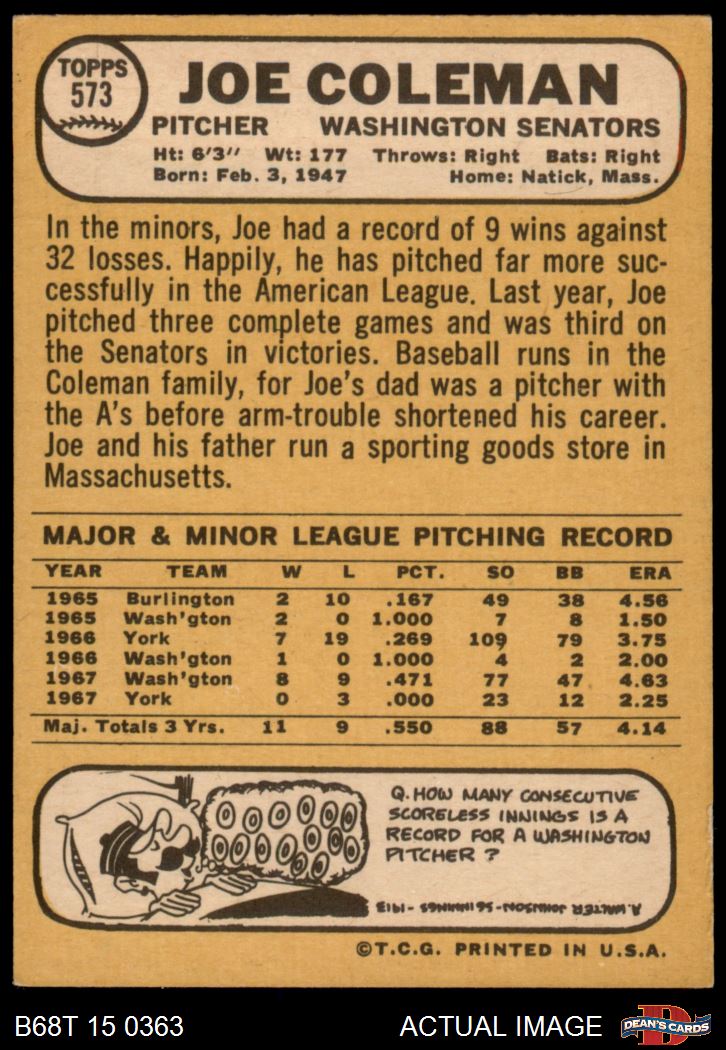 TOPPS
573
JOE COLEMAN
PITCHER WASHINGTON SENATORS
Ht: 6'3" Wt: 177 Throws: Right Bats: Right
Born: Feb. 3, 1947 Home: Natick, Mass.
In the minors, Joe had a record of 9 wins against
32 losses. Happily, he has pitched far more suc-
cessfully in the American League. Last year, Joe
pitched three complete games and was third on
the Senators in victories. Baseball runs in the
Coleman family, for Joe's dad was a pitcher with
the A's before arm-trouble shortened his career.
Joe and his father run a sporting goods store in
Massachusetts.
MAJOR & MINOR LEAGUE PITCHING RECORD
YEAR TEAM W L PCT. SO BB ERA
1965 Burlington 2 10 .167 49 38 4.56
1965 Wash'gton 2 0 1.000 7 8 1.50
1966 York 7 19 .269 109 79 3.75
1966 Wash'gton 1 0 1.000 4 2 2.00
1967 Wash'gton 8 9 .471 77 47 4.63
1967 York 0 3 .000 23 12 2.25
Maj. Totals 3 Yrs. 11 9 .550 88 57 4.14
Q. HOW MANY CONSECUTIVE
SCORELESS INNINGS IS A
RECORD FOR A WASHINGTON
PITCHER?
A. WALTER JOHNSON-56 INNINGS-1913
©T.C.G. PRINTED IN U.S.A.
B68T 15 0363 ACTUAL IMAGE
DEAN'S CARDS